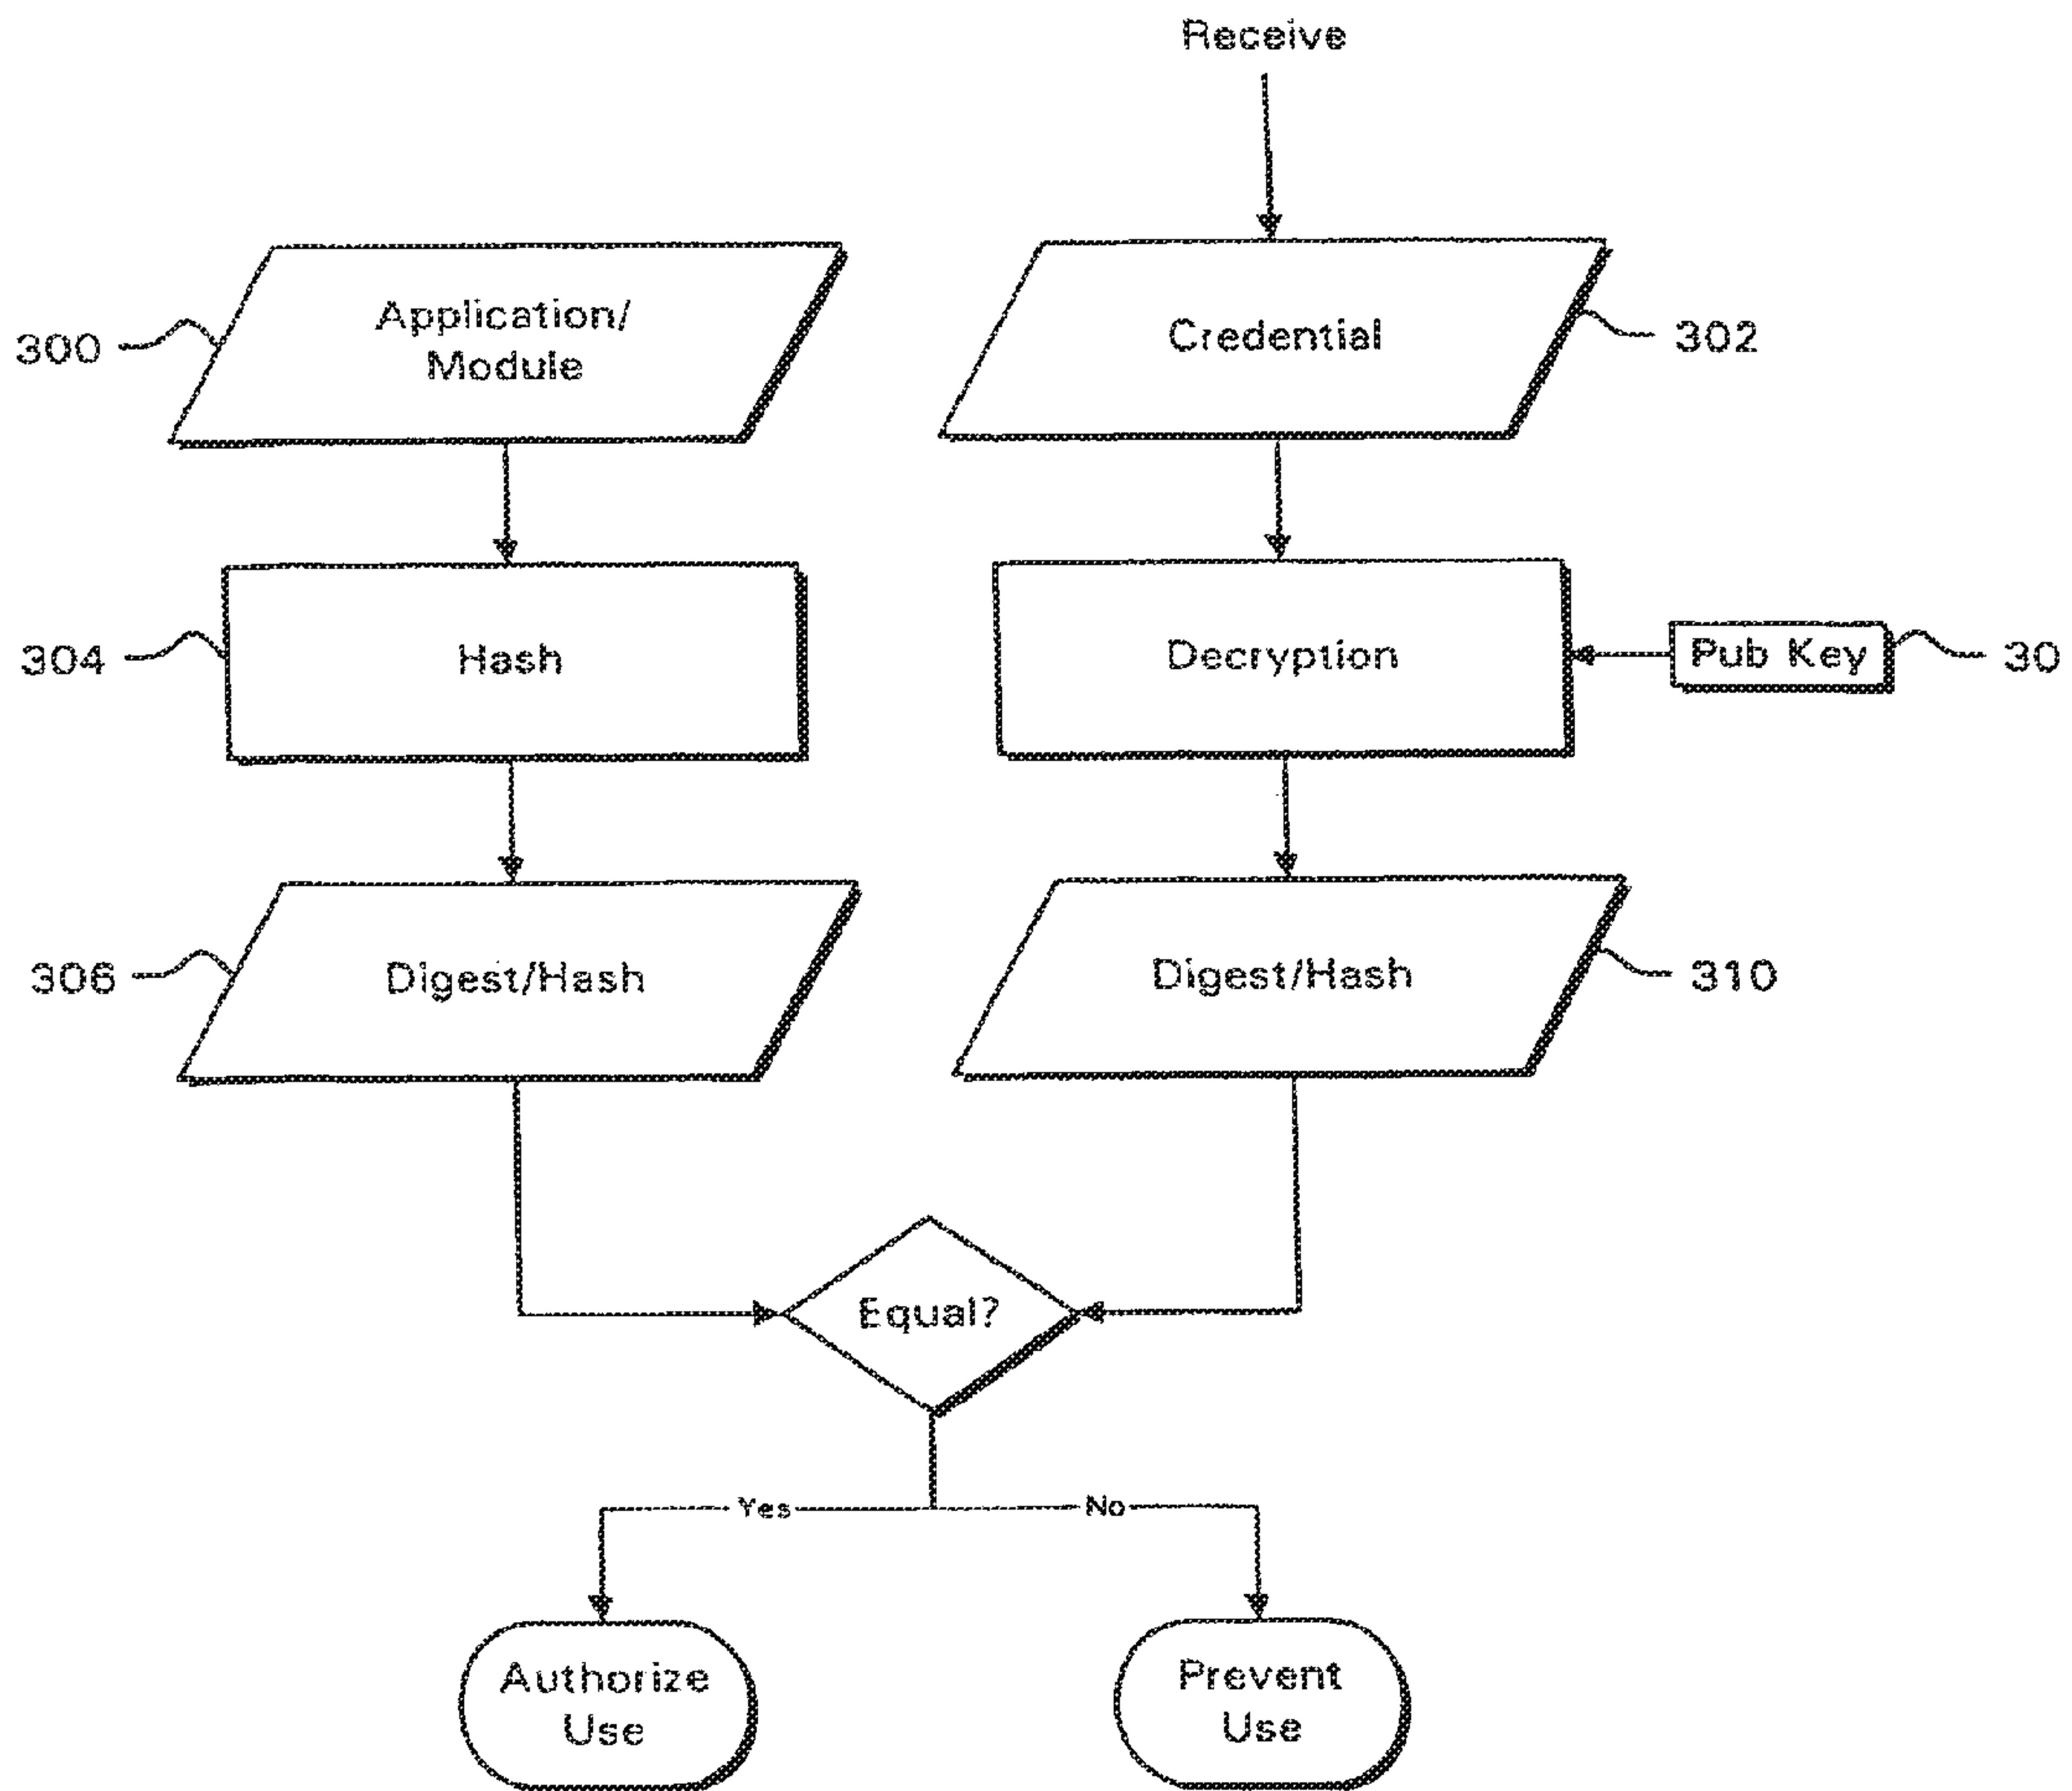 Receive
300
Application/
Module
Credential
302
304
Hash
Decryption
Pub Key
30
306
Digest/Hash
Digest/Hash
310
Equal?
Yes
No
Authorize
Use
Prevent
Use